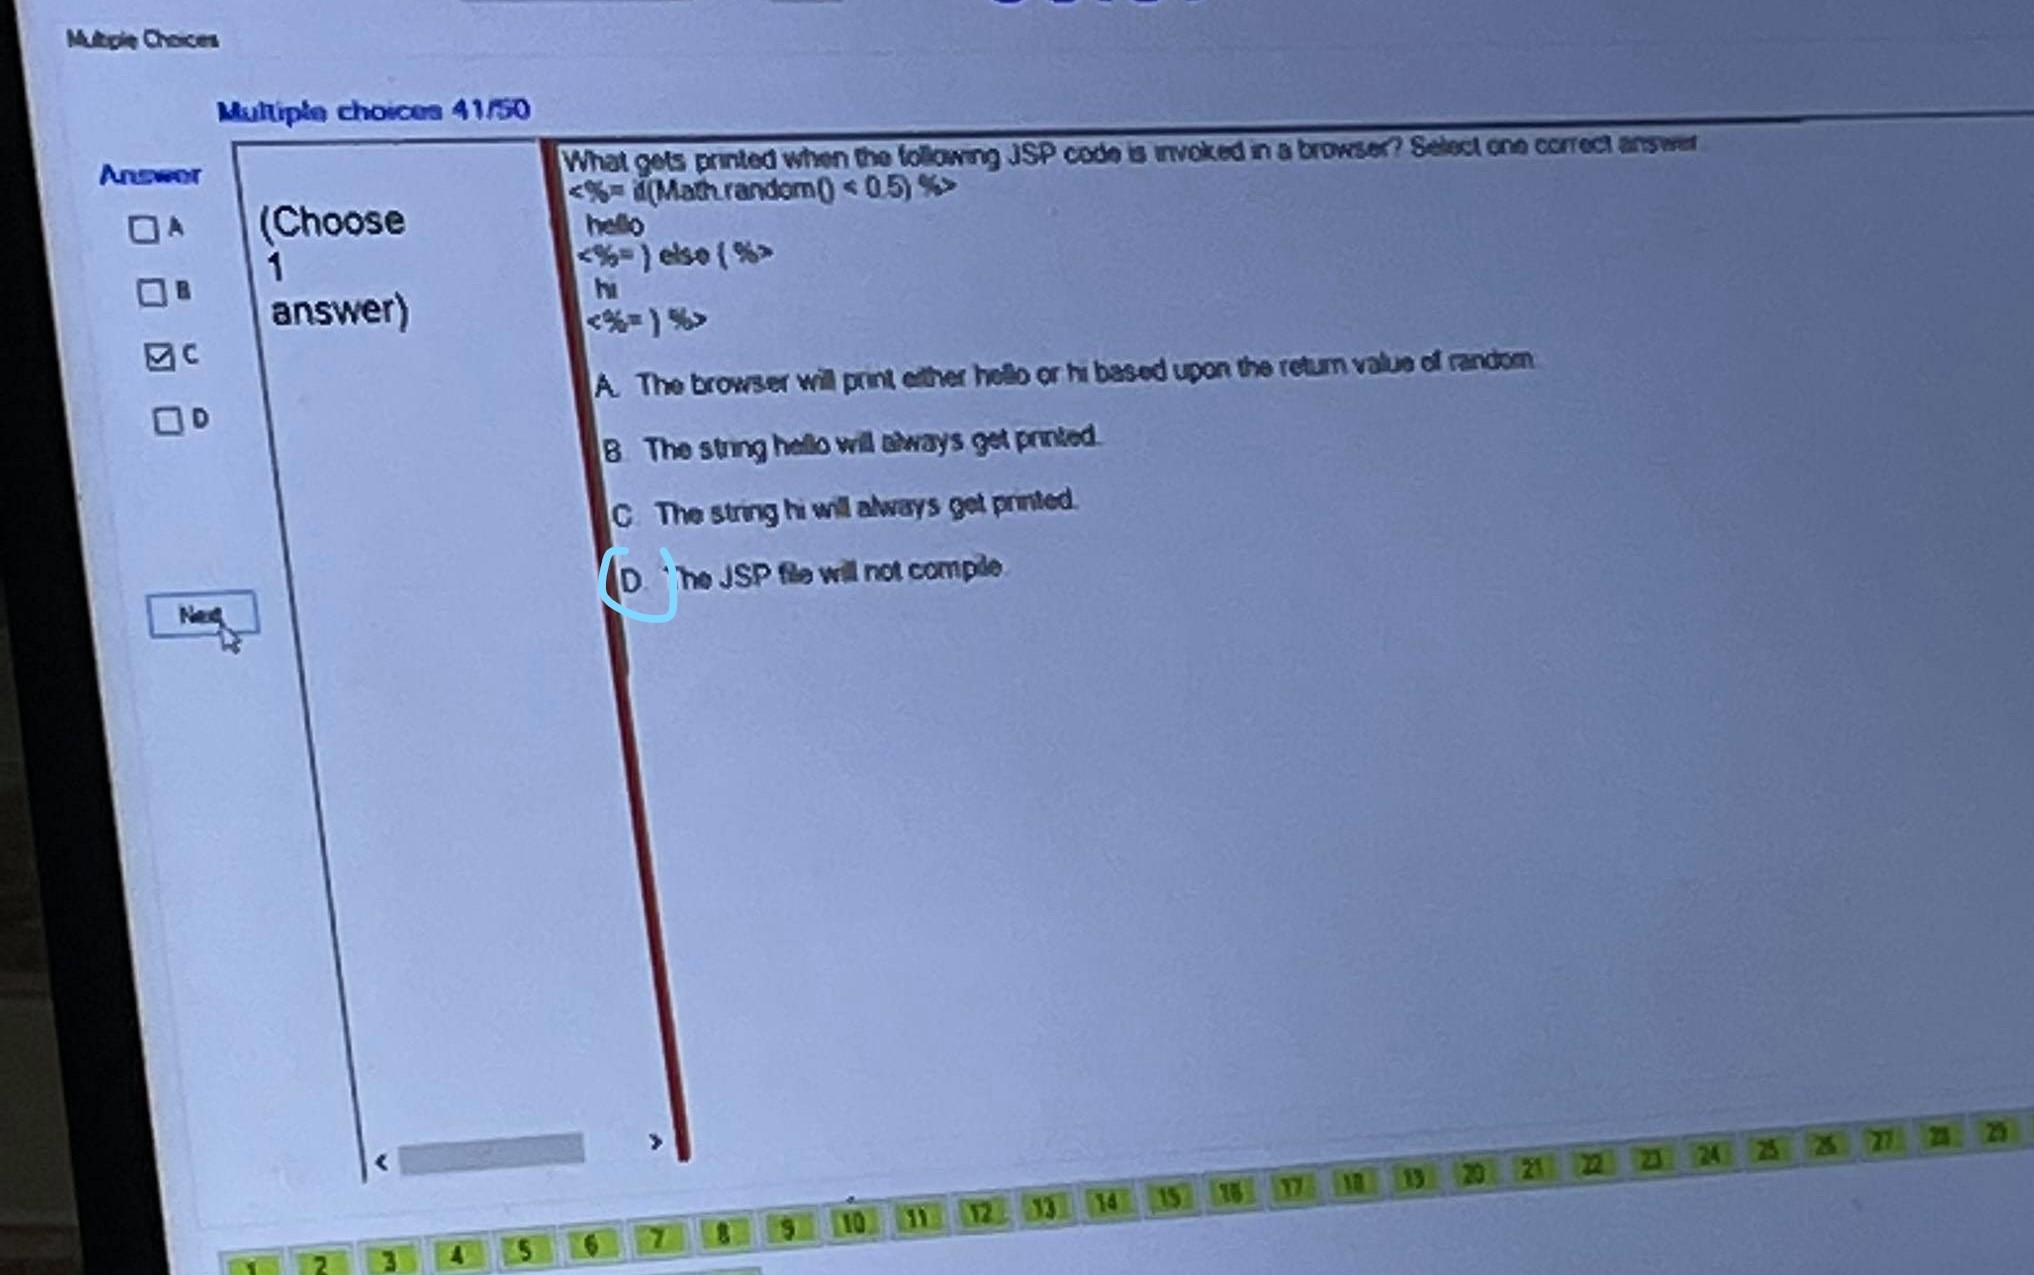 Multiple Choices
Multiple choices 41/50
Answer
A
B
C
D
(Choose
1
answer)
Next
What gets printed when the following JSP code is invoked in a browser? Select one correct answer
<%= if(Math.random() < 0.5) %>
hello
<%= } else { %>
hi
<%= } %>
A. The browser will print either hello or hi based upon the return value of random
B. The string hello will always get printed.
C. The string hi will always get printed.
D. The JSP file will not compile.
1 2 3 4 5 6 7 8 9 10 11 12 13 14 15 16 17 18 19 20 21 22 23 24 25 26 27 28 29